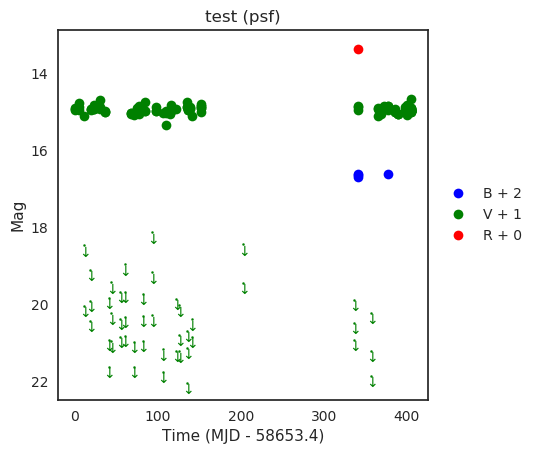 test (psf)
14
16
18
20
22
Mag
0
100
200
300
400
Time (MJD - 58653.4)
B + 2
V + 1
R + 0